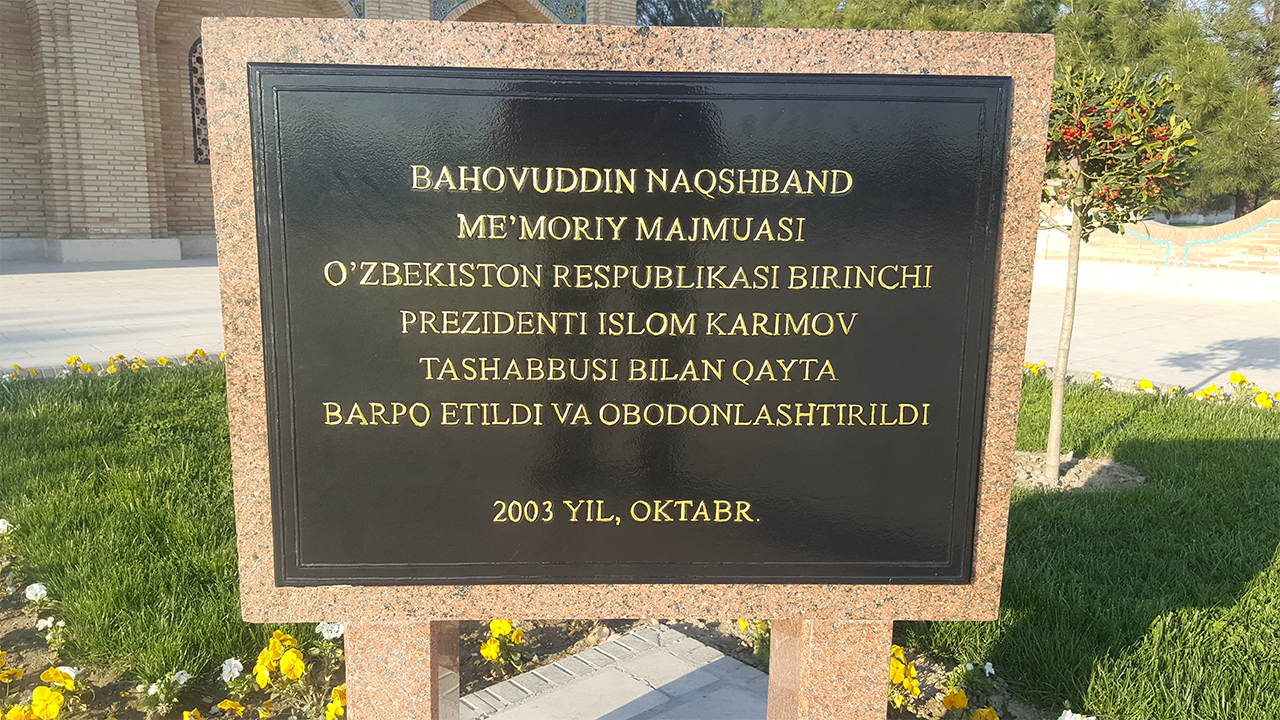 BAHOVUDDIN NAQSHBAND
ME’MORIY MAJMUASI
O’ZBEKISTON RESPUBLIKASI BIRINCHI
PREZIDENTI ISLOM KARIMOV
TASHABBUSI BILAN QAYTA
BARPO ETILDI VA OBODONLASHTIRILDI
2003 YIL, OKTABR.